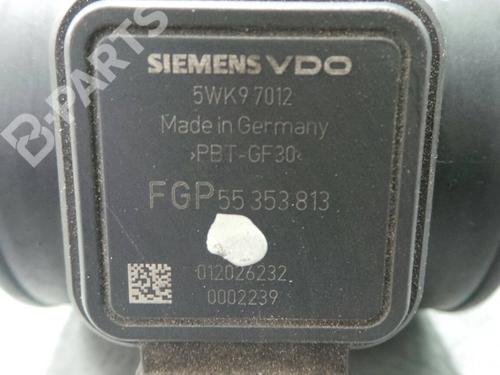 B-PARTS
SIEMENS VDO
5WK9 7012
Made in Germany
›PBT-GF30‹
FGP 55 353 813
012026232
0002239